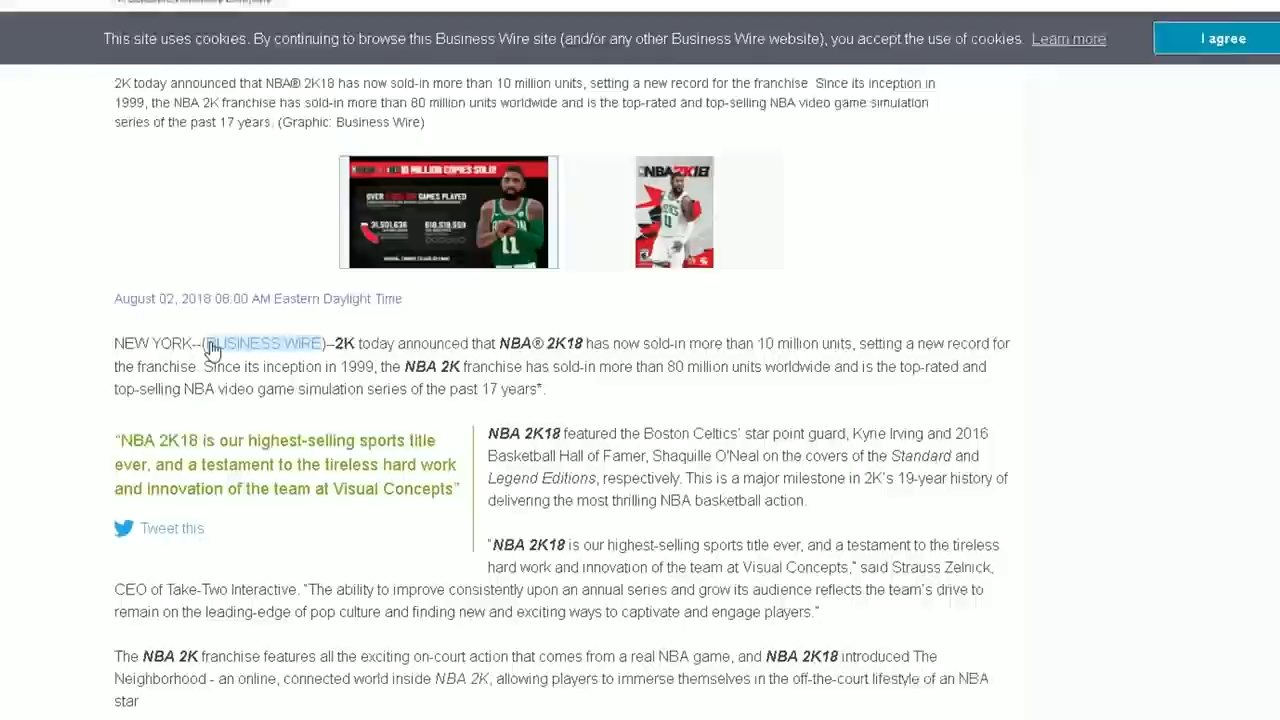 This site uses cookies. By continuing to browse this Business Wire site (and/or any other Business Wire website), you accept the use of cookies. Learn more
I agree
2K today announced that NBA® 2K18 has now sold-in more than 10 million units, setting a new record for the franchise. Since its inception in
1999, the NBA 2K franchise has sold-in more than 80 million units worldwide and is the top-rated and top-selling NBA video game simulation
series of the past 17 years. (Graphic: Business Wire)
10 MILLION COPIES SOLD!
OVER GAMES PLAYED
11
NBA 2K18
August 02, 2018 08:00 AM Eastern Daylight Time
NEW YORK--(BUSINESS WIRE)--2K today announced that NBA® 2K18 has now sold-in more than 10 million units, setting a new record for
the franchise. Since its inception in 1999, the NBA 2K franchise has sold-in more than 80 million units worldwide and is the top-rated and
top-selling NBA video game simulation series of the past 17 years*.
“NBA 2K18 is our highest-selling sports title
ever, and a testament to the tireless hard work
and innovation of the team at Visual Concepts”
Tweet this
NBA 2K18 featured the Boston Celtics’ star point guard, Kyrie Irving and 2016
Basketball Hall of Famer, Shaquille O’Neal on the covers of the Standard and
Legend Editions, respectively. This is a major milestone in 2K’s 19-year history of
delivering the most thrilling NBA basketball action.
“NBA 2K18 is our highest-selling sports title ever, and a testament to the tireless
hard work and innovation of the team at Visual Concepts,” said Strauss Zelnick,
CEO of Take-Two Interactive. “The ability to improve consistently upon an annual series and grow its audience reflects the team’s drive to
remain on the leading-edge of pop culture and finding new and exciting ways to captivate and engage players.”
The NBA 2K franchise features all the exciting on-court action that comes from a real NBA game, and NBA 2K18 introduced The
Neighborhood - an online, connected world inside NBA 2K, allowing players to immerse themselves in the off-the-court lifestyle of an NBA
star